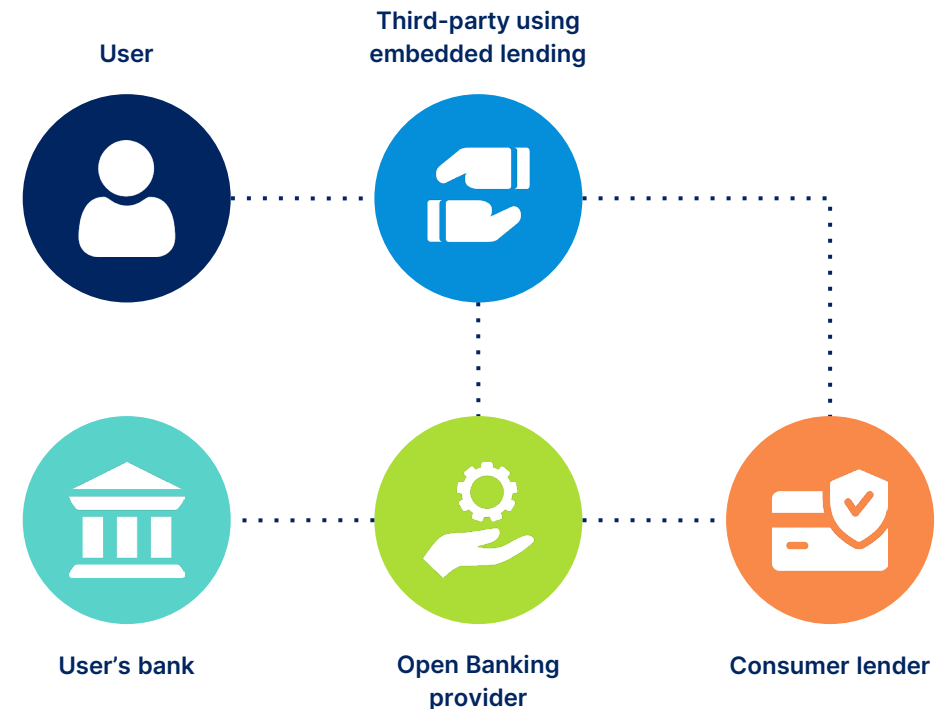 User
Third-party using
embedded lending
User’s bank
Open Banking
provider
Consumer lender